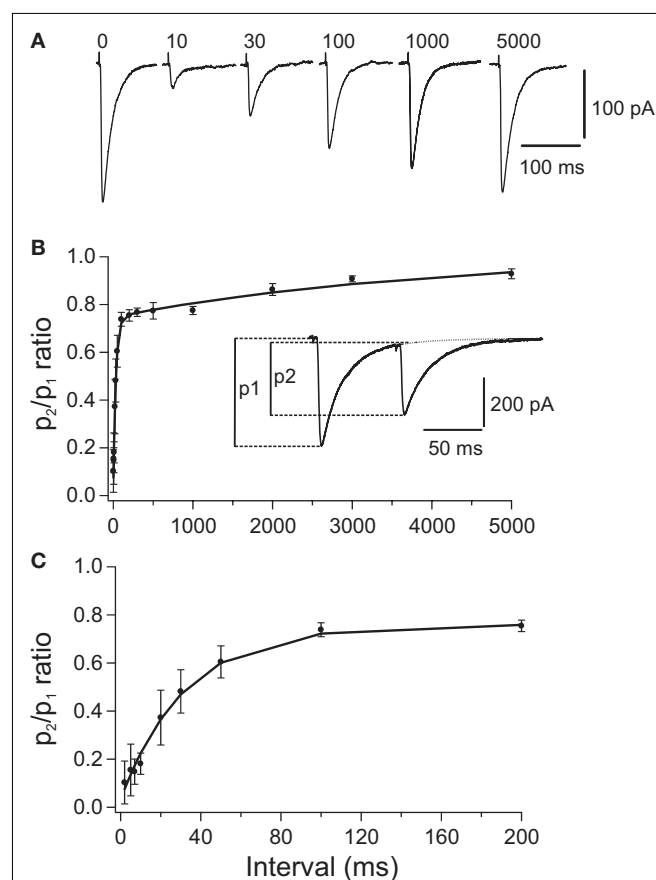 A
0 10 30 100 1000 5000
100 pA
100 ms
B
1.0
0.8
0.6
0.4
0.2
0.0
p2/p1 ratio
p1
p2
200 pA
50 ms
0 1000 2000 3000 4000 5000
C
1.0
0.8
0.6
0.4
0.2
0.0
p2/p1 ratio
0 40 80 120 160 200
Interval (ms)